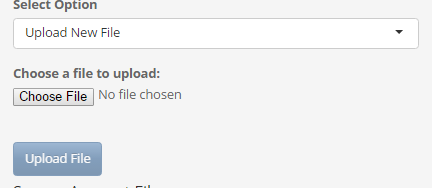 Select Option
Upload New File
Choose a file to upload:
Choose File No file chosen
Upload File